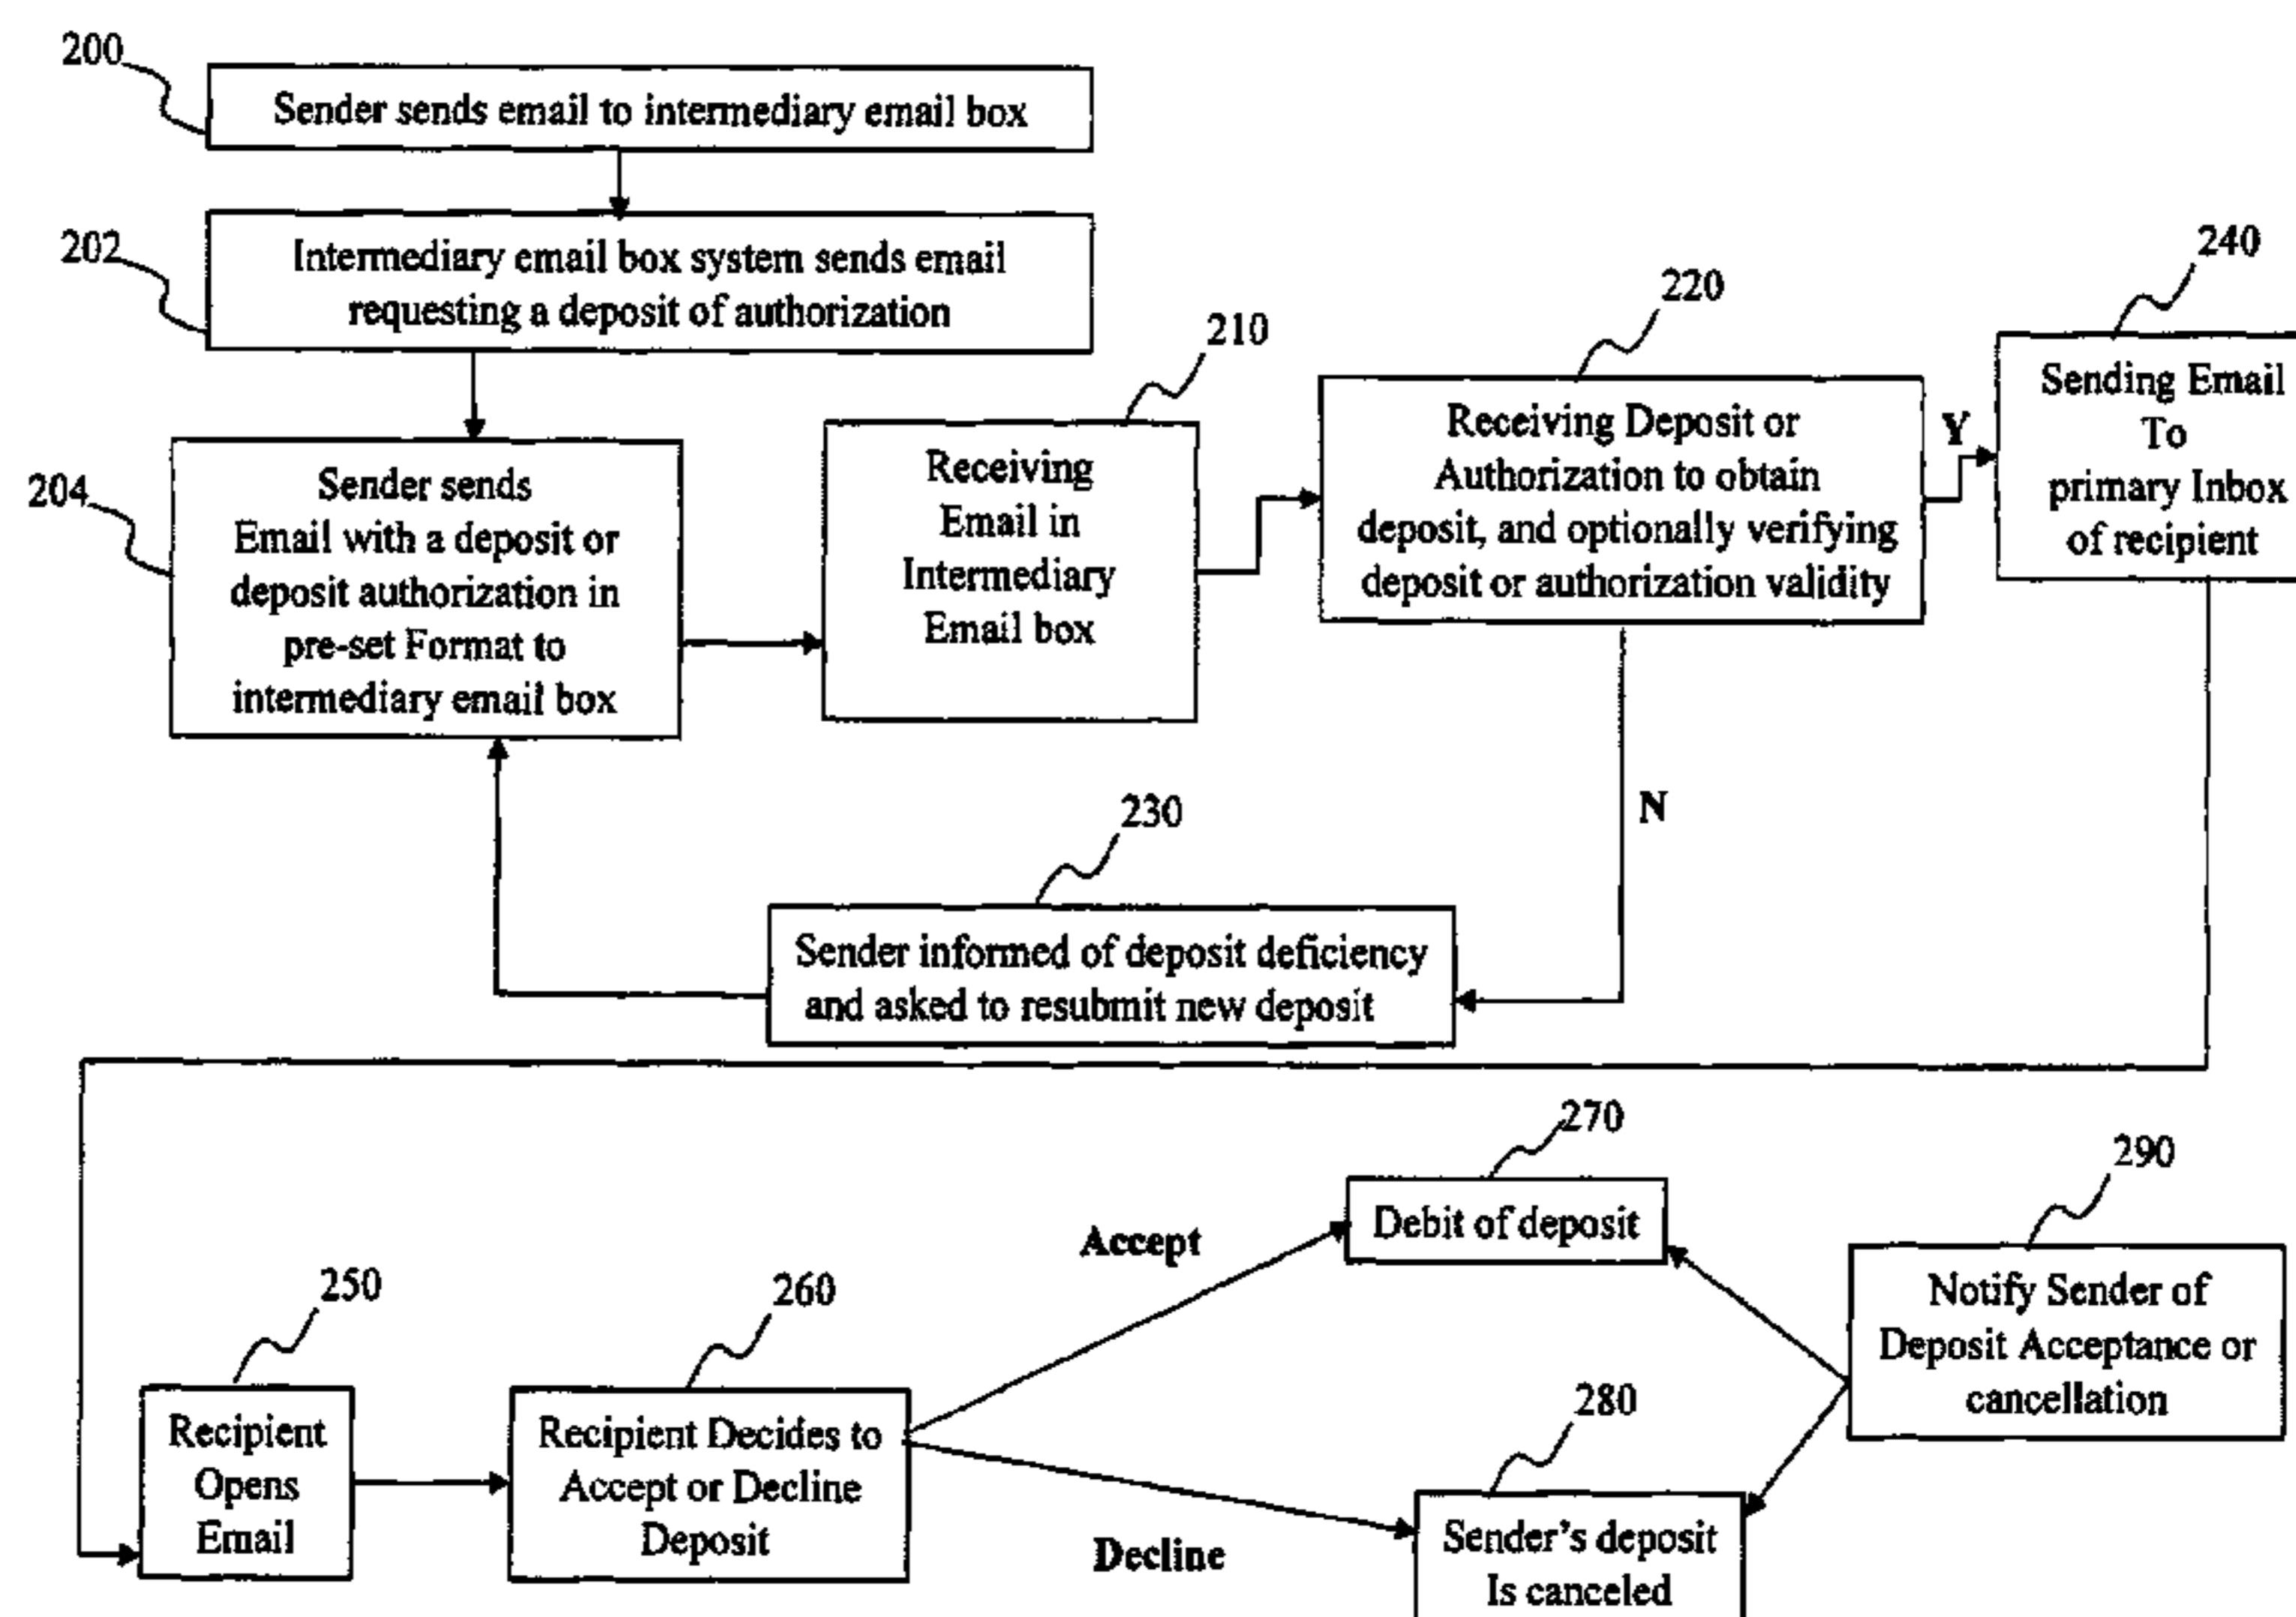 200
Sender sends email to intermediary email box
202
Intermediary email box system sends email
requesting a deposit of authorization
204
Sender sends
Email with a deposit or
deposit authorization in
pre-set Format to
intermediary email box
210
Receiving
Email in
Intermediary
Email box
220
Receiving Deposit or
Authorization to obtain
deposit, and optionally verifying
deposit or authorization validity
Y
240
Sending Email
To
primary Inbox
of recipient
N
230
Sender informed of deposit deficiency
and asked to resubmit new deposit
250
Recipient
Opens
Email
260
Recipient Decides to
Accept or Decline
Deposit
Accept
270
Debit of deposit
Decline
280
Sender's deposit
Is canceled
290
Notify Sender of
Deposit Acceptance or
cancellation